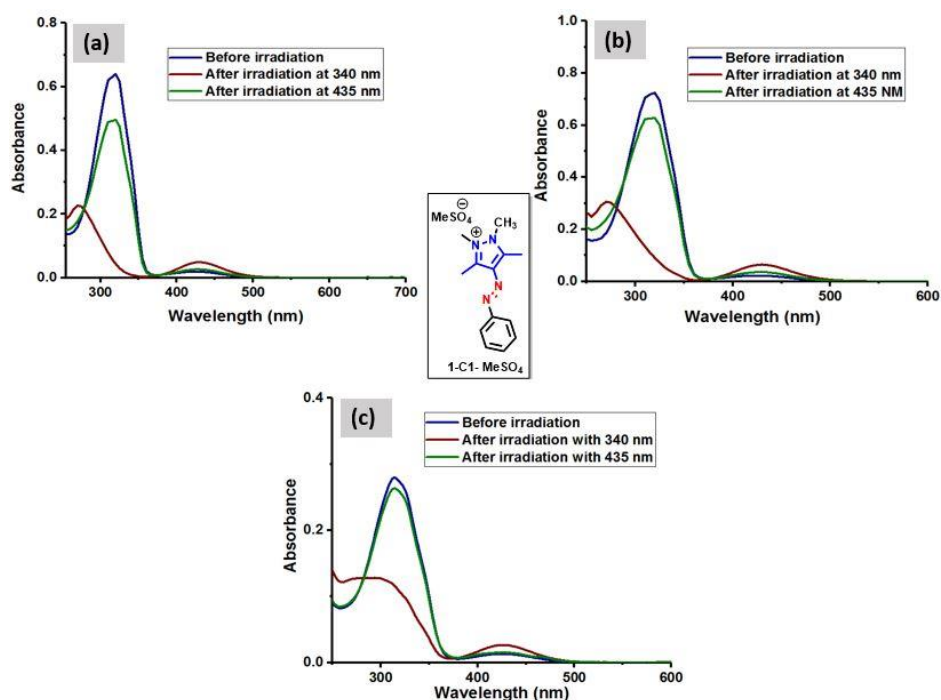 (a)
Before irradiation
After irradiation at 340 nm
After irradiation at 435 nm
0.8
0.6
0.4
0.2
0.0
Absorbance
300
400
500
600
700
Wavelength (nm)
(b)
Before irradiation
After irradiation at 340 nm
After irradiation at 435 NM
1.0
0.8
0.6
0.4
0.2
0.0
Absorbance
300
400
500
600
Wavelength (nm)
⊖
MeSO4
CH3
⊕
N
N
N
N
1-C1- MeSO4
(c)
Before irradiation
After irradiation with 340 nm
After irradiation with 435 nm
0.4
0.2
0.0
Absorbance
300
400
500
600
Wavelength (nm)